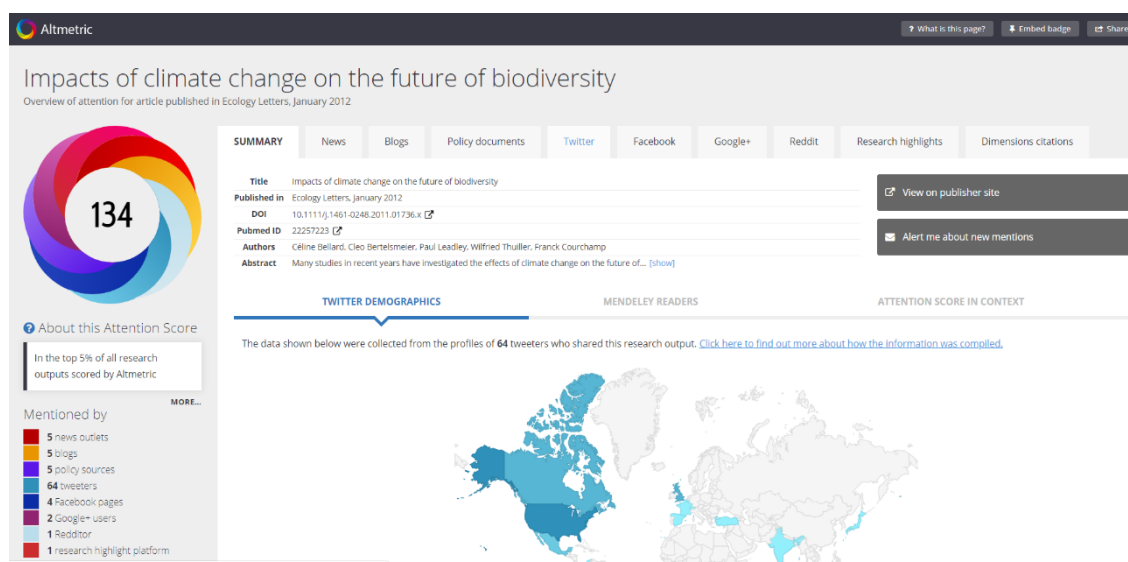 Altmetric
? What is this page?
Embed badge
Share
Impacts of climate change on the future of biodiversity
Overview of attention for article published in Ecology Letters, January 2012
134
SUMMARY
News
Blogs
Policy documents
Twitter
Facebook
Google+
Reddit
Research highlights
Dimensions citations
Title Impacts of climate change on the future of biodiversity
Published in Ecology Letters, January 2012
DOI 10.1111/j.1461-0248.2011.01736.x
Pubmed ID 22257223
Authors Céline Bellard, Cleo Bertelsmeier, Paul Leadley, Wilfried Thuiller, Franck Courchamp
Abstract Many studies in recent years have investigated the effects of climate change on the future of... [show]
View on publisher site
Alert me about new mentions
TWITTER DEMOGRAPHICS
MENDELEY READERS
ATTENTION SCORE IN CONTEXT
The data shown below were collected from the profiles of 64 tweeters who shared this research output. Click here to find out more about how the information was compiled.
? About this Attention Score
In the top 5% of all research
outputs scored by Altmetric
MORE...
Mentioned by
5 news outlets
5 blogs
5 policy sources
64 tweeters
4 Facebook pages
2 Google+ users
1 Redditor
1 research highlight platform